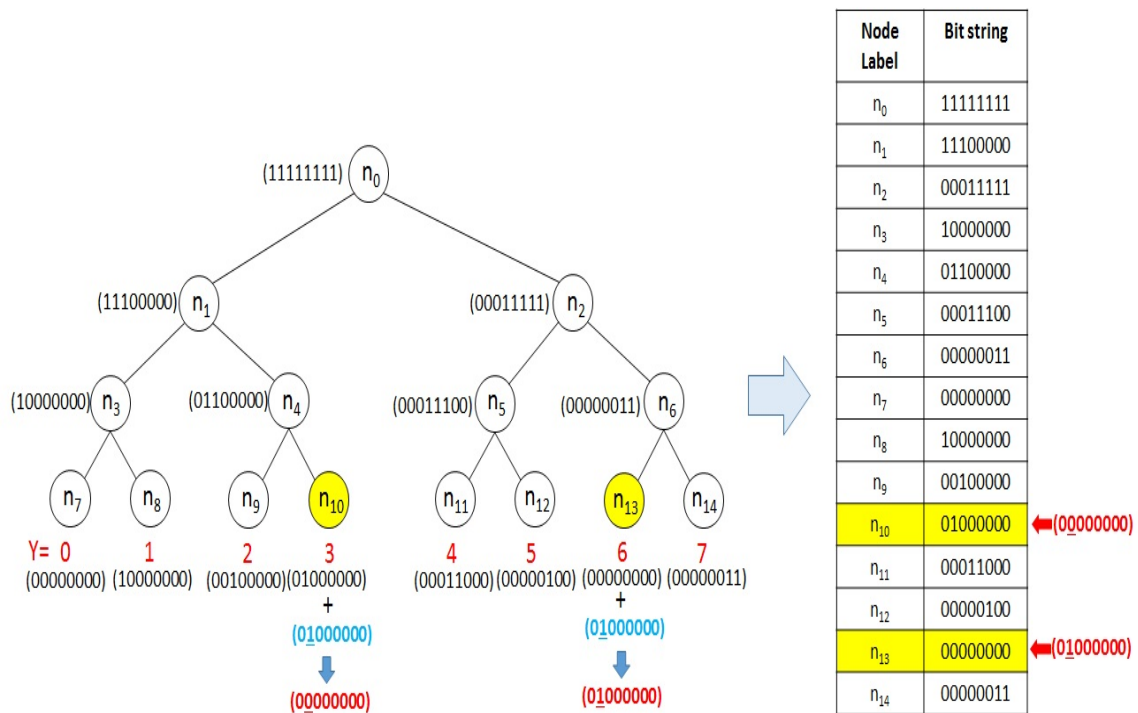 (11111111) n₀
(11100000) n₁ (00011111) n₂
(10000000) n₃ (01100000) n₄ (00011100) n₅ (00000011) n₆
n₇ n₈ n₉ n₁₀ n₁₁ n₁₂ n₁₃ n₁₄
Y= 0 1 2 3 4 5 6 7
(00000000) (10000000) (00100000) (01000000) (00011000) (00000100) (00000000) (00000011)
+ +
(01000000) (01000000)
(00000000) (01000000)
Node Label Bit string
n₀ 11111111
n₁ 11100000
n₂ 00011111
n₃ 10000000
n₄ 01100000
n₅ 00011100
n₆ 00000011
n₇ 00000000
n₈ 10000000
n₉ 00100000
n₁₀ 01000000 (00000000)
n₁₁ 00011000
n₁₂ 00000100
n₁₃ 00000000 (01000000)
n₁₄ 00000011